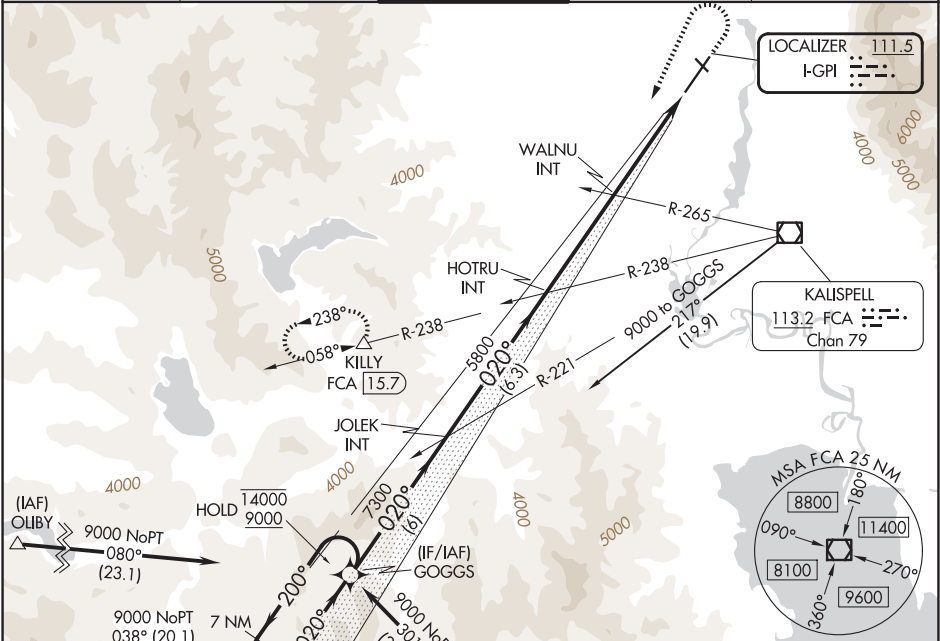 LOCALIZER 111.5
I-GPI
6000
4000
5000
WALNU
INT
4000
R-265
HOTRU
INT
R-238
5000
9000 to GOGGS
217°
(19.9)
KALISPELL
113.2 FCA
Chan 79
238°
R-238
058°
KILLY
FCA 15.7
5800
020°
(6.3)
R-221
JOLEK
INT
MSA FCA 25 NM
180°
8800
090°
11400
8100
270°
9600
360°
4000
4000
7300
020°
(6)
4000
5000
HOLD
14000
9000
(IAF)
OLIBY
9000 NoPT
080°
(23.1)
(IF/IAF)
GOGGS
200°
020°
7 NM
9000 NoPT
038° (20.1)
9000 NoPT